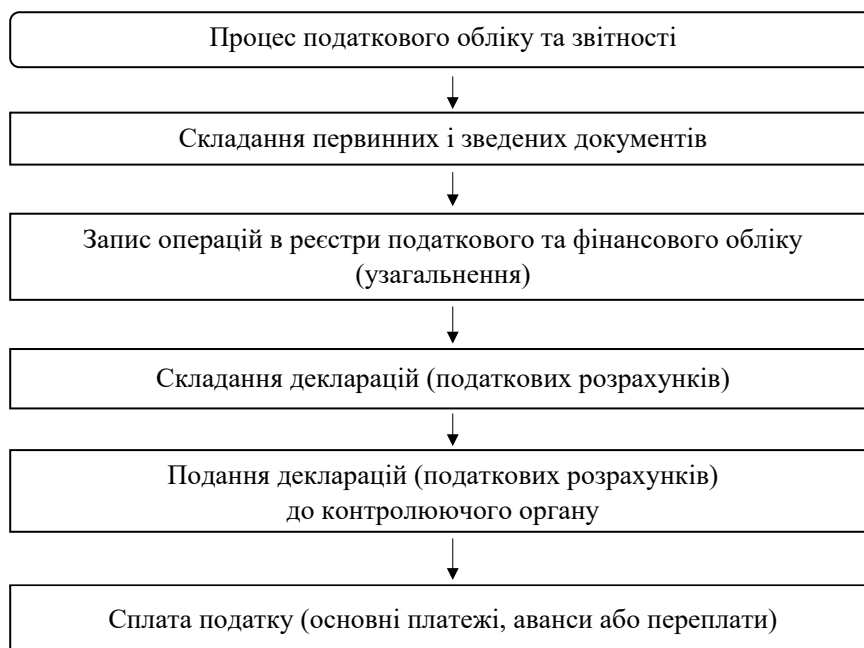 Процес податкового обліку та звітності
Складання первинних і зведених документів
Запис операцій в реєстри податкового та фінансового обліку
(узагальнення)
Складання декларацій (податкових розрахунків)
Подання декларацій (податкових розрахунків)
до контролюючого органу
Сплата податку (основні платежі, аванси або переплати)